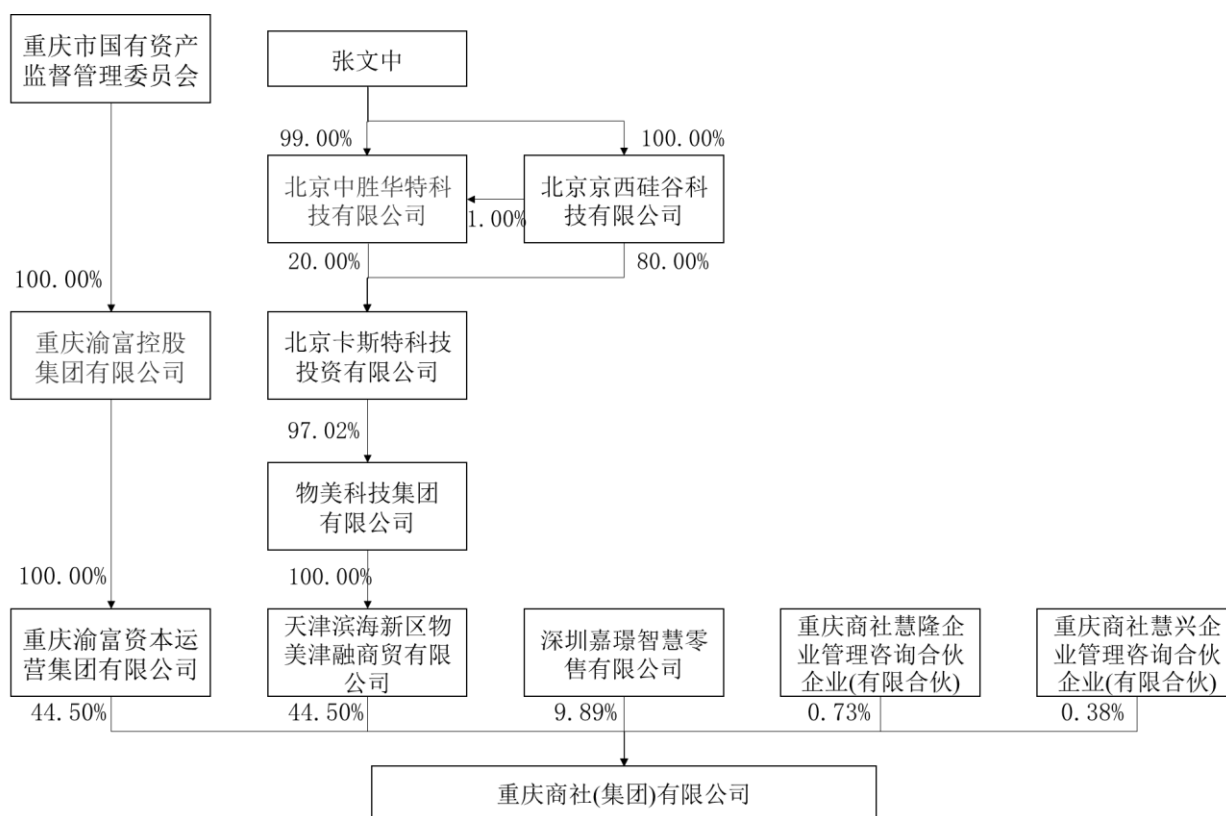 重庆市国有资产
监督管理委员会
张文中
99.00%
100.00%
北京中胜华特科
技有限公司
1.00%
北京京西硅谷科
技有限公司
20.00%
80.00%
100.00%
重庆渝富控股
集团有限公司
北京卡斯特科技
投资有限公司
97.02%
物美科技集团
有限公司
100.00%
100.00%
重庆渝富资本运
营集团有限公司
天津滨海新区物
美津融商贸有限
公司
深圳嘉璟智慧零
售有限公司
重庆商社慧隆企
业管理咨询合伙
企业(有限合伙)
重庆商社慧兴企
业管理咨询合伙
企业(有限合伙)
44.50%
44.50%
9.89%
0.73%
0.38%
重庆商社(集团)有限公司